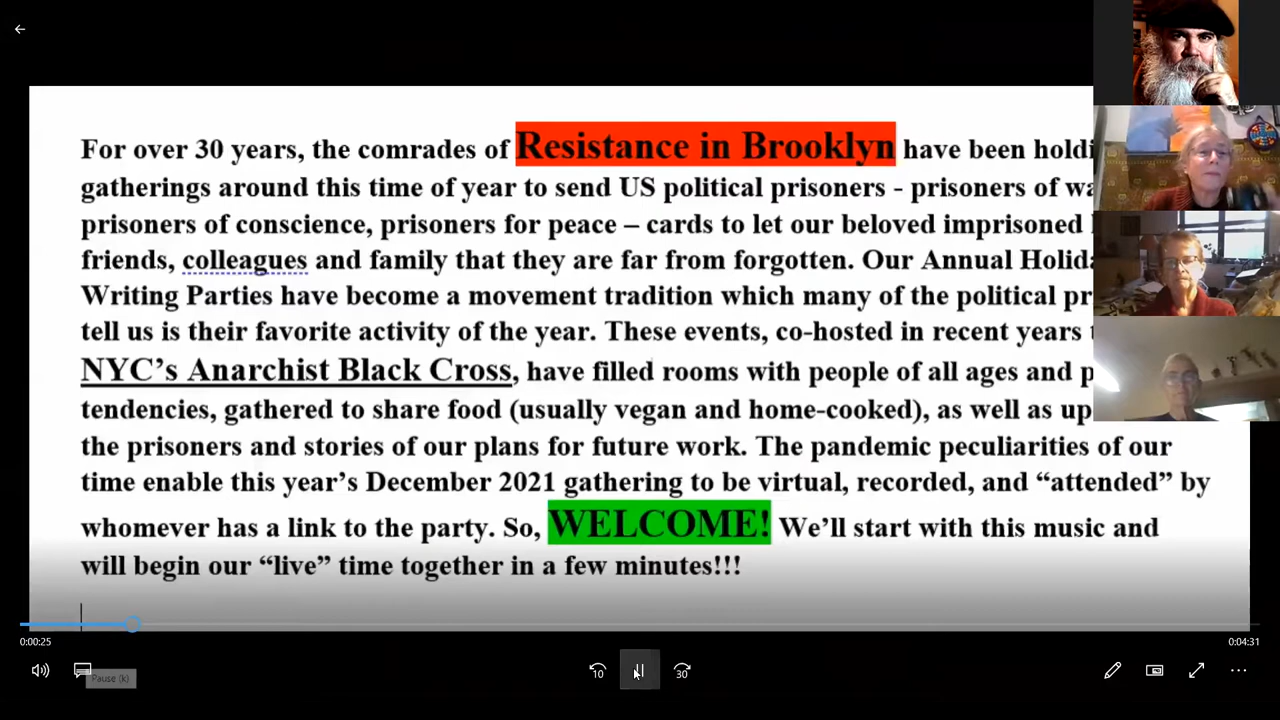 For over 30 years, the comrades of Resistance in Brooklyn have been
gatherings around this time of year to send US political prisoners - prisoners of
prisoners of conscience, prisoners for peace – cards to let our beloved imprisoned
friends, colleagues and family that they are far from forgotten. Our Annual
Writing Parties have become a movement tradition which many of the political
tell us is their favorite activity of the year. These events, co-hosted in recent years
NYC’s Anarchist Black Cross, have filled rooms with people of all ages and
tendencies, gathered to share food (usually vegan and home-cooked), as well as
the prisoners and stories of our plans for future work. The pandemic peculiarities of our
time enable this year’s December 2021 gathering to be virtual, recorded, and “attended” by
whomever has a link to the party. So, WELCOME! We’ll start with this music and
will begin our “live” time together in a few minutes!!!
0:00:25
0:04:31
Pause (k)
10
30